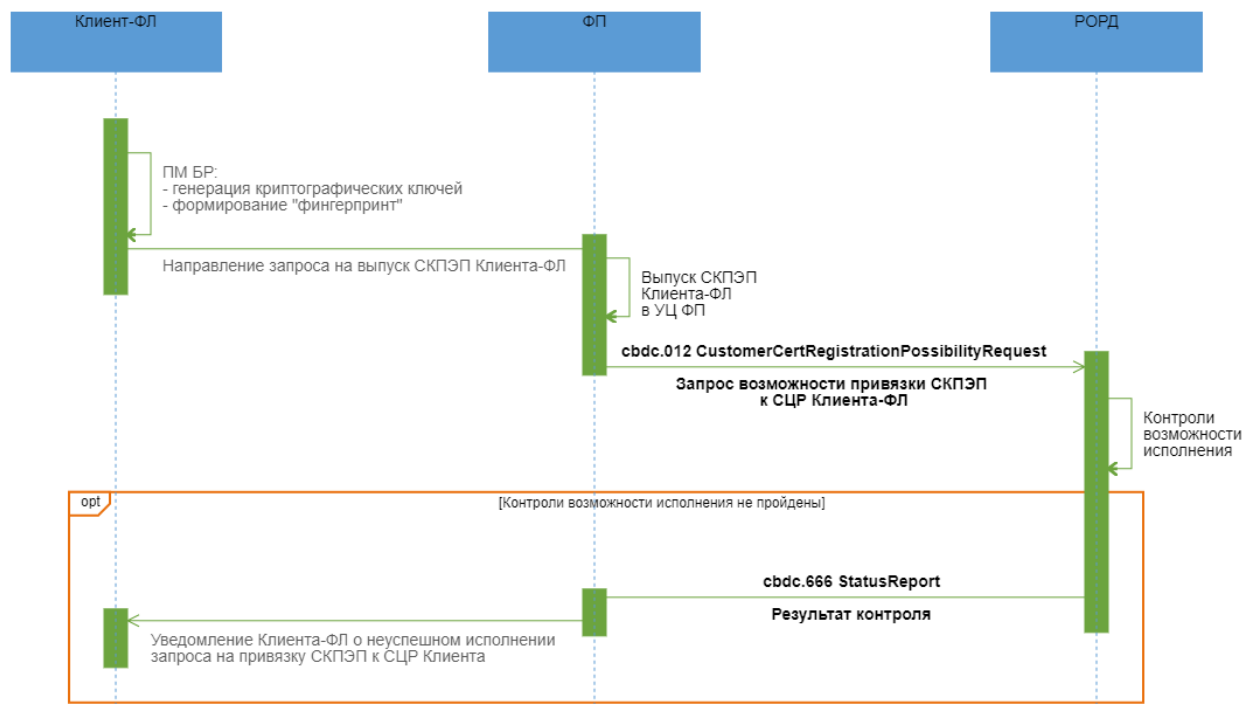 Клиент-ФЛ
ФП
РОРД
ПМ БР:
- генерация криптографических ключей
- формирование "фингерпринт"
Направление запроса на выпуск СКПЭП Клиента-ФЛ
Выпуск СКПЭП
Клиента-ФЛ
в УЦ ФП
cbdc.012 CustomerCertRegistrationPossibilityRequest
Запрос возможности привязки СКПЭП
к СЦР Клиента-ФЛ
Контроли
возможности
исполнения
opt
[Контроли возможности исполнения не пройдены]
cbdc.666 StatusReport
Результат контроля
Уведомление Клиента-ФЛ о неуспешном исполнении
запроса на привязку СКПЭП к СЦР Клиента